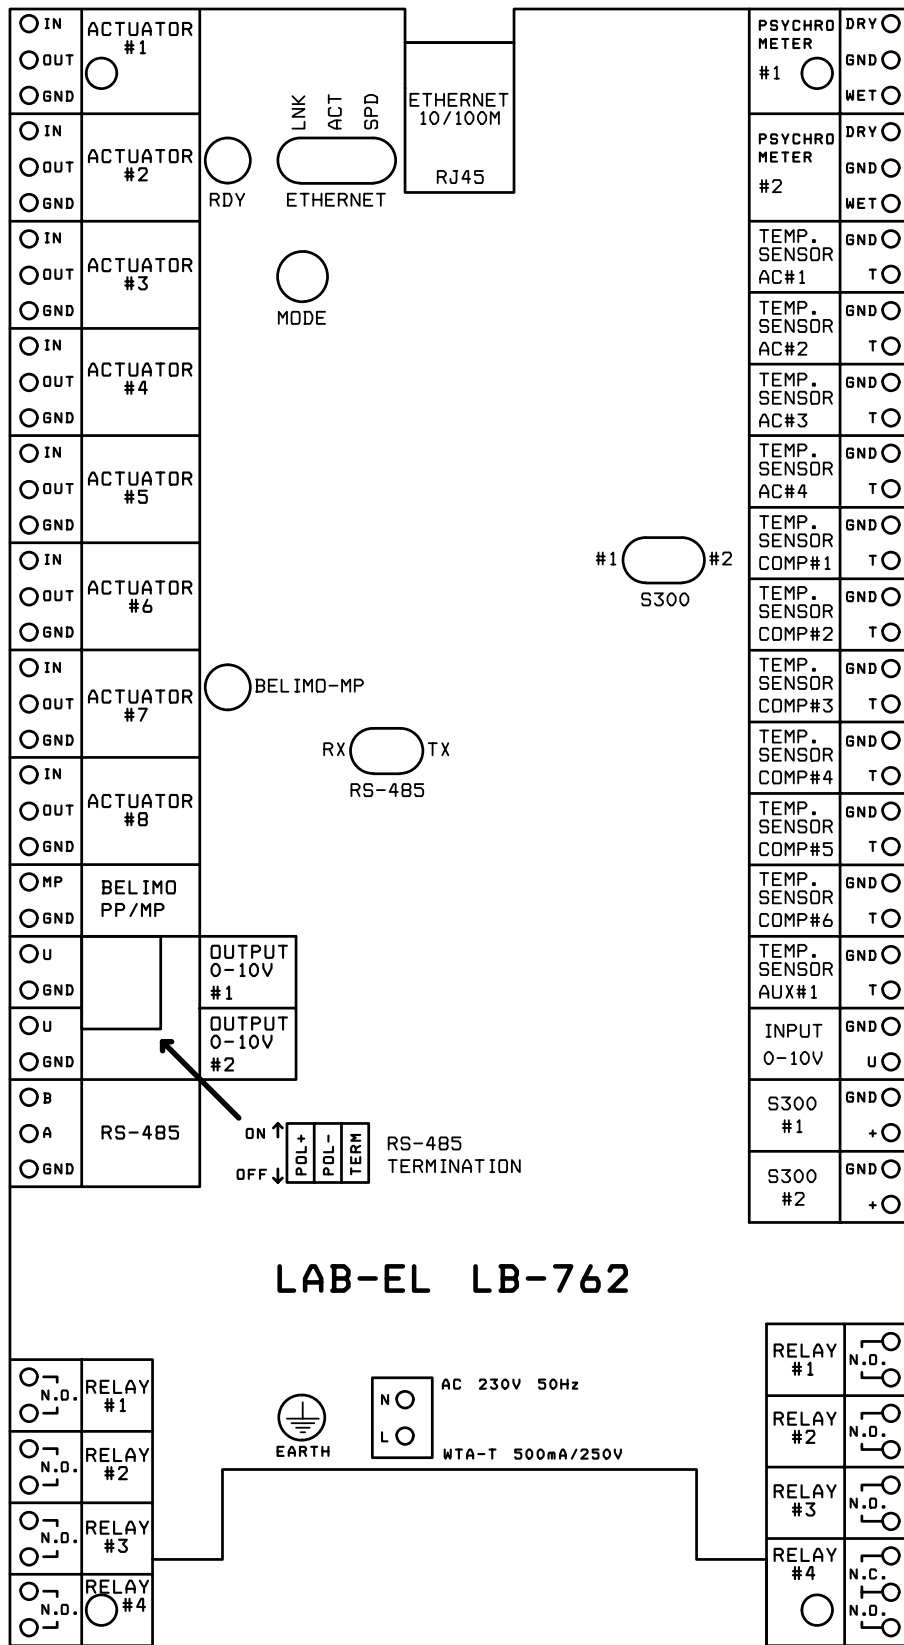 IN
OUT
GND
ACTUATOR
#1
IN
OUT
GND
ACTUATOR
#2
IN
OUT
GND
ACTUATOR
#3
IN
OUT
GND
ACTUATOR
#4
IN
OUT
GND
ACTUATOR
#5
IN
OUT
GND
ACTUATOR
#6
IN
OUT
GND
ACTUATOR
#7
IN
OUT
GND
ACTUATOR
#8
MP
GND
BELIMO
PP/MP
U
GND
OUTPUT
0-10V
#1
U
GND
OUTPUT
0-10V
#2
B
A
GND
RS-485
LNK
ACT
SPD
ETHERNET
RDY
MODE
ETHERNET
10/100M
RJ45
#1 #2
S300
BELIMO-MP
RX TX
RS-485
ON
OFF
POL+
POL-
TERM
RS-485
TERMINATION
PSYCHRO
METER
#1
DRY
GND
WET
PSYCHRO
METER
#2
DRY
GND
WET
TEMP.
SENSOR
AC#1
GND
T
TEMP.
SENSOR
AC#2
GND
T
TEMP.
SENSOR
AC#3
GND
T
TEMP.
SENSOR
AC#4
GND
T
TEMP.
SENSOR
COMP#1
GND
T
TEMP.
SENSOR
COMP#2
GND
T
TEMP.
SENSOR
COMP#3
GND
T
TEMP.
SENSOR
COMP#4
GND
T
TEMP.
SENSOR
COMP#5
GND
T
TEMP.
SENSOR
COMP#6
GND
T
TEMP.
SENSOR
AUX#1
GND
T
INPUT
0-10V
GND
U
S300
#1
GND
+
S300
#2
GND
+
LAB-EL LB-762
N.O.
RELAY
#1
N.O.
RELAY
#2
N.O.
RELAY
#3
N.O.
RELAY
#4
EARTH
N
L
AC 230V 50Hz
WTA-T 500mA/250V
RELAY
#1
N.O.
RELAY
#2
N.O.
RELAY
#3
N.O.
RELAY
#4
N.C.
N.O.